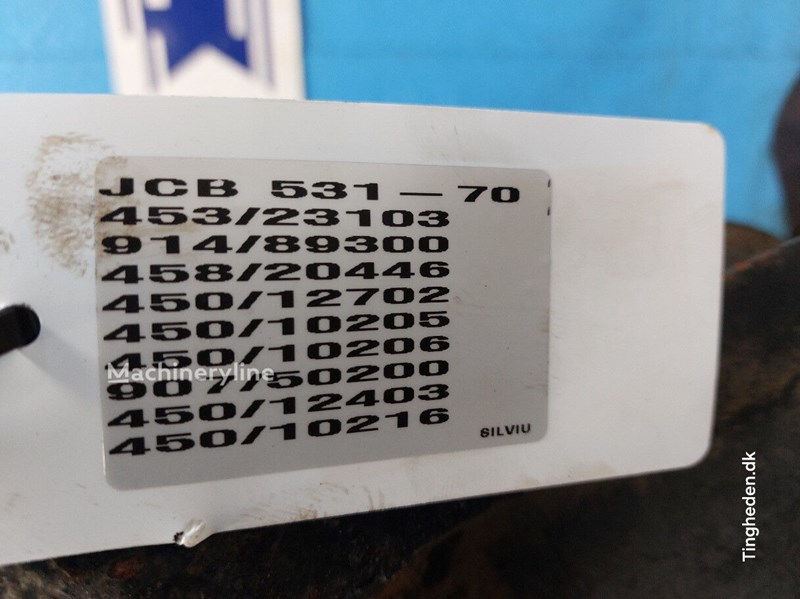 JCB 531-70
453/23103
914/89300
458/20446
450/12702
450/10205
450/10206
Machineryline
907/50200
450/12403
450/10216
SILVIU
Tingheden.dk